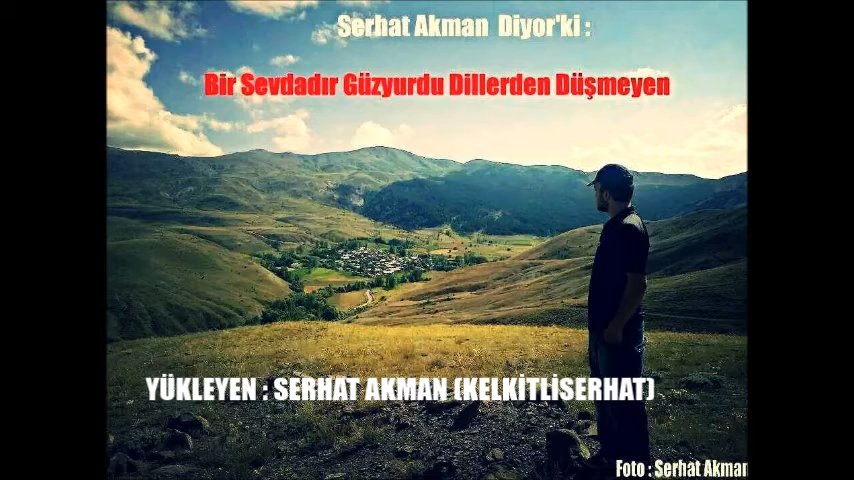 Serhat Akman Diyor'ki :
Bir Sevdadır Güzyurdu Dillerden Düşmeyen
YÜKLEYEN : SERHAT AKMAN (KELKİTLİSERHAT)
Foto : Serhat Akman